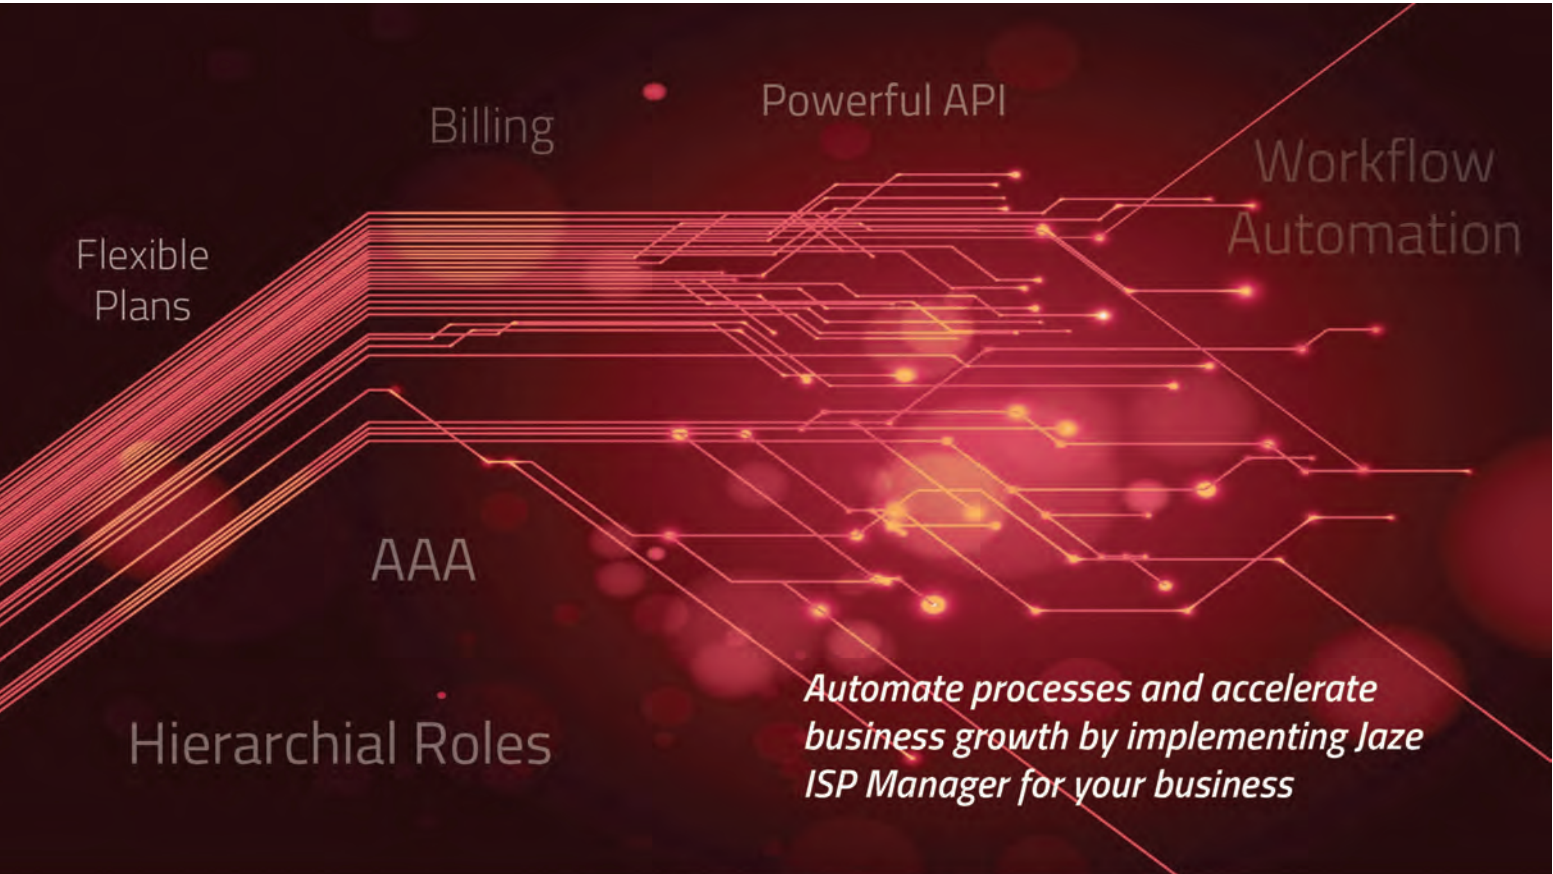 Billing
Powerful API
Workflow
Automation
Flexible
Plans
AAA
Hierarchial Roles
Automate processes and accelerate
business growth by implementing Jaze
ISP Manager for your business